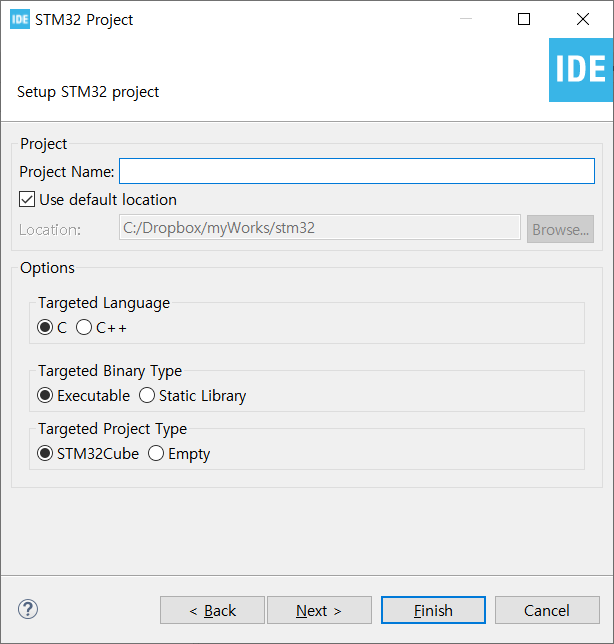 IDE STM32 Project
IDE
Setup STM32 project
Project
Project Name:
Use default location
Location: C:/Dropbox/myWorks/stm32 Browse...
Options
Targeted Language
C C++
Targeted Binary Type
Executable Static Library
Targeted Project Type
STM32Cube Empty
? < Back Next > Finish Cancel